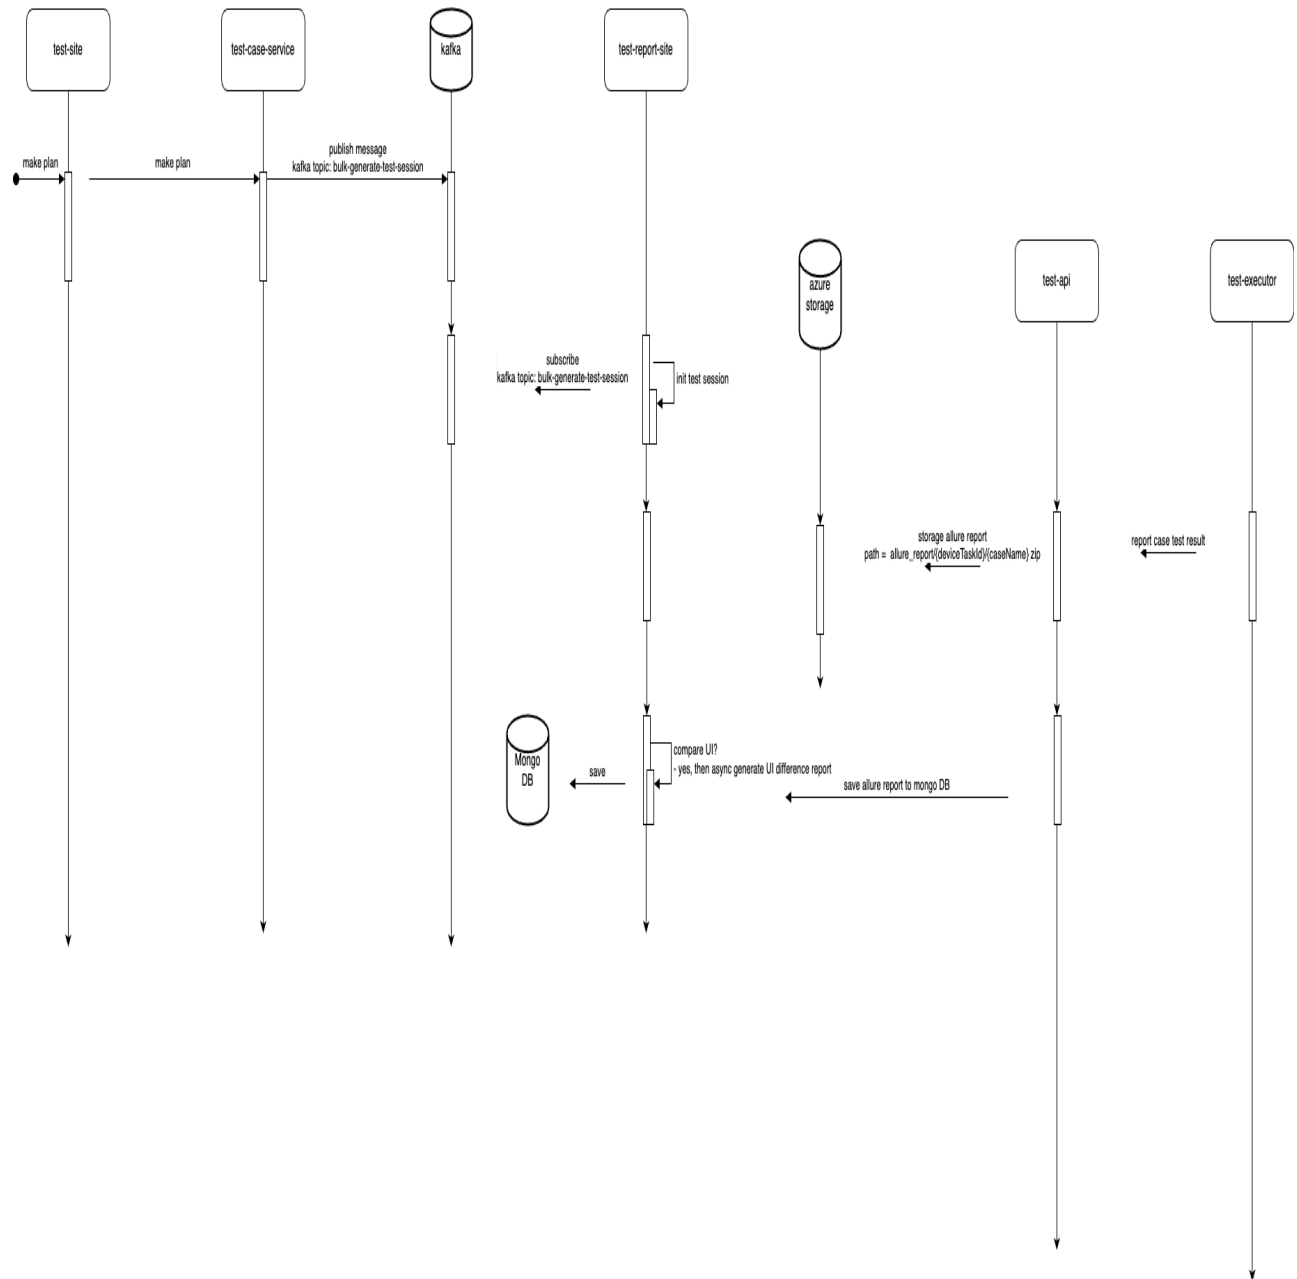 test-site
test-case-service
kafka
test-report-site
make plan
make plan
publish message
kafka topic: bulk-generate-test-session
azure
storage
test-api
test-executor
subscribe
kafka topic: bulk-generate-test-session
init test session
storage allure report
path = allure_report/{deviceTaskId}/{caseName}.zip
report case test result
Mongo
DB
save
compare UI?
- yes, then async generate UI difference report
save allure report to mongo DB